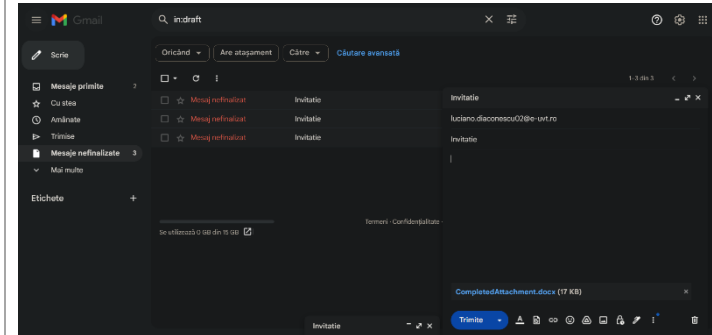 Gmail
in:draft
Scrie
Oricând
Are atașament
Către
Căutare avansată
1-3 din 3
Mesaje primite 2
Cu stea
Amânate
Trimise
Mesaje nefinalizate 3
Mai multe
Etichete
Mesaj nefinalizat Invitatie
Mesaj nefinalizat Invitatie
Mesaj nefinalizat Invitatie
Termeni · Confidențialitate ·
Se utilizează 0 GB din 15 GB
Invitatie
luciano.diaconescu02@e-uvt.ro
Invitatie
CompletedAttachment.docx (17 KB)
Trimite
Invitatie